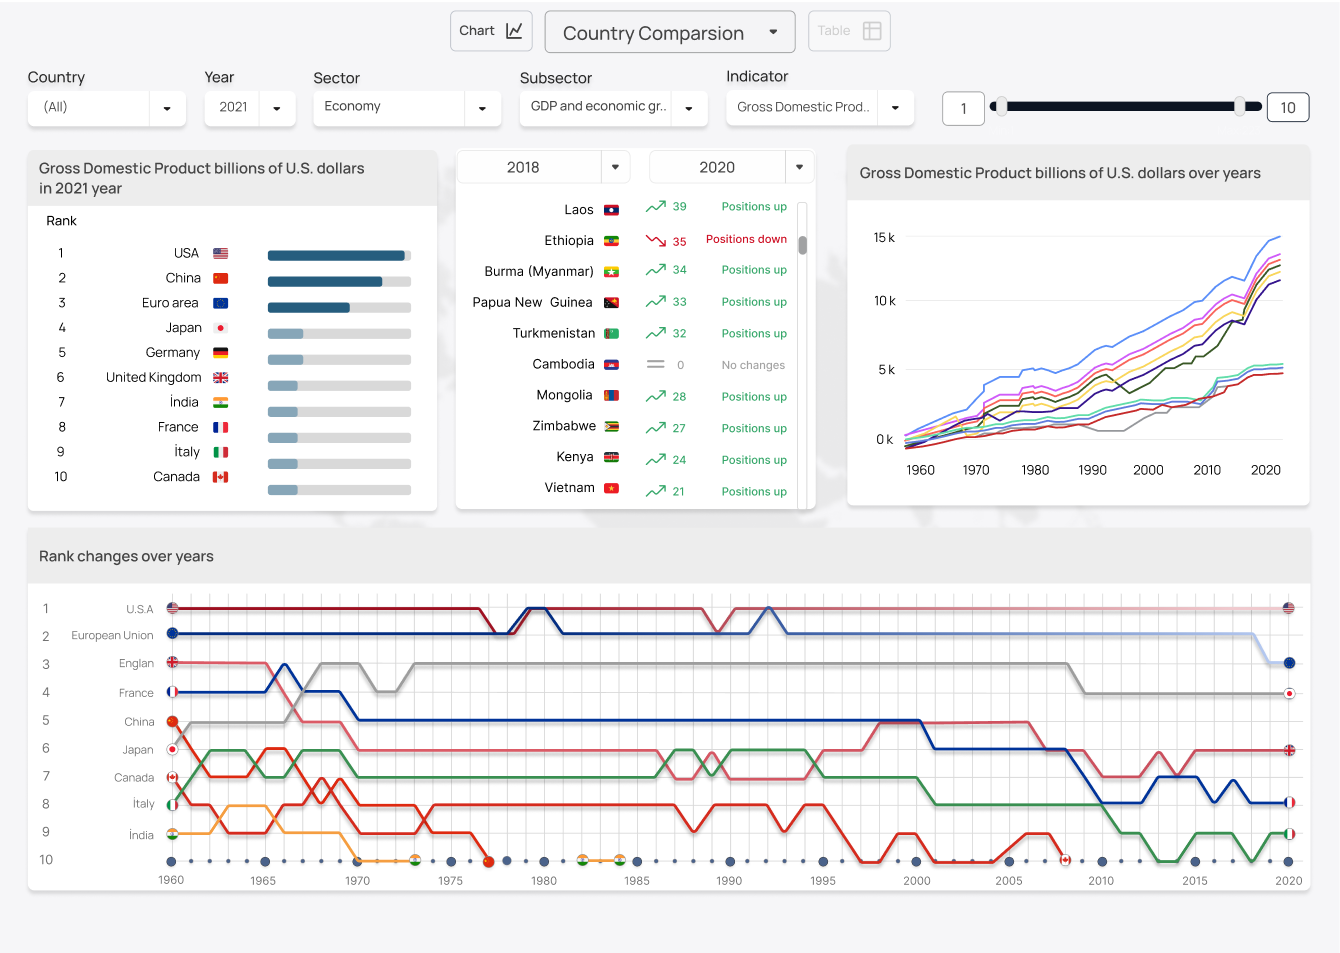 Chart
Country Comparsion
Table
Country
Year
Sector
Subsector
Indicator
(All)
2021
Economy
GDP and economic gr..
Gross Domestic Prod..
1
10
Gross Domestic Product billions of U.S. dollars
in 2021 year
Rank
1 USA
2 China
3 Euro area
4 Japan
5 Germany
6 United Kingdom
7 İndia
8 France
9 İtaly
10 Canada
2018
2020
Laos 39 Positions up
Ethiopia 35 Positions down
Burma (Myanmar) 34 Positions up
Papua New Guinea 33 Positions up
Turkmenistan 32 Positions up
Cambodia 0 No changes
Mongolia 28 Positions up
Zimbabwe 27 Positions up
Kenya 24 Positions up
Vietnam 21 Positions up
Gross Domestic Product billions of U.S. dollars over years
15 k
10 k
5 k
0 k
1960 1970 1980 1990 2000 2010 2020
Rank changes over years
1 U.S.A
2 European Union
3 Englan
4 France
5 China
6 Japan
7 Canada
8 İtaly
9 İndia
10
1960 1965 1970 1975 1980 1985 1990 1995 2000 2005 2010 2015 2020